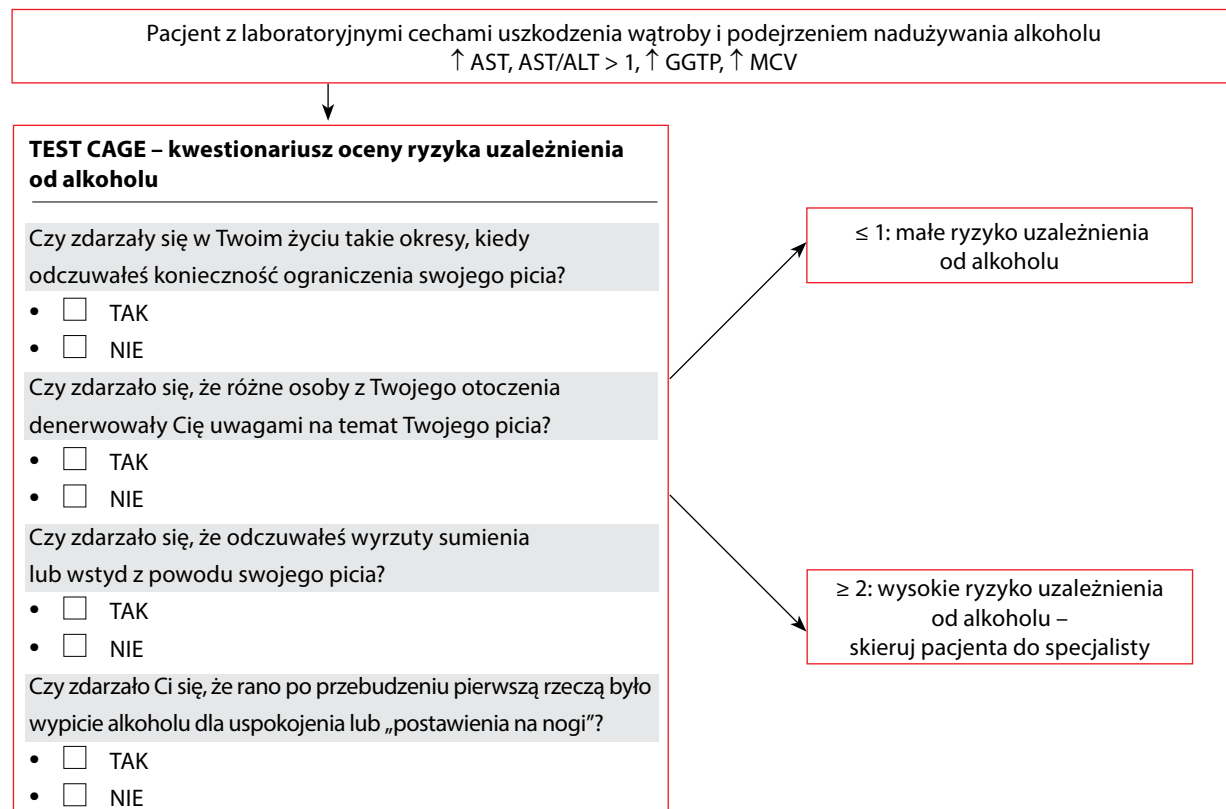 Pacjent z laboratoryjnymi cechami uszkodzenia wątroby i podejrzeniem nadużywania alkoholu
↑ AST, AST/ALT > 1, ↑ GGTP, ↑ MCV
TEST CAGE – kwestionariusz oceny ryzyka uzależnienia
od alkoholu
Czy zdarzały się w Twoim życiu takie okresy, kiedy
odczuwałeś konieczność ograniczenia swojego picia?
• ☐ TAK
• ☐ NIE
Czy zdarzało się, że różne osoby z Twojego otoczenia
denerwowały Cię uwagami na temat Twojego picia?
• ☐ TAK
• ☐ NIE
Czy zdarzało się, że odczuwałeś wyrzuty sumienia
lub wstyd z powodu swojego picia?
• ☐ TAK
• ☐ NIE
Czy zdarzało Ci się, że rano po przebudzeniu pierwszą rzeczą było
wypicie alkoholu dla uspokojenia lub „postawienia na nogi”?
• ☐ TAK
• ☐ NIE
≤ 1: małe ryzyko uzależnienia
od alkoholu
≥ 2: wysokie ryzyko uzależnienia
od alkoholu –
skieruj pacjenta do specjalisty